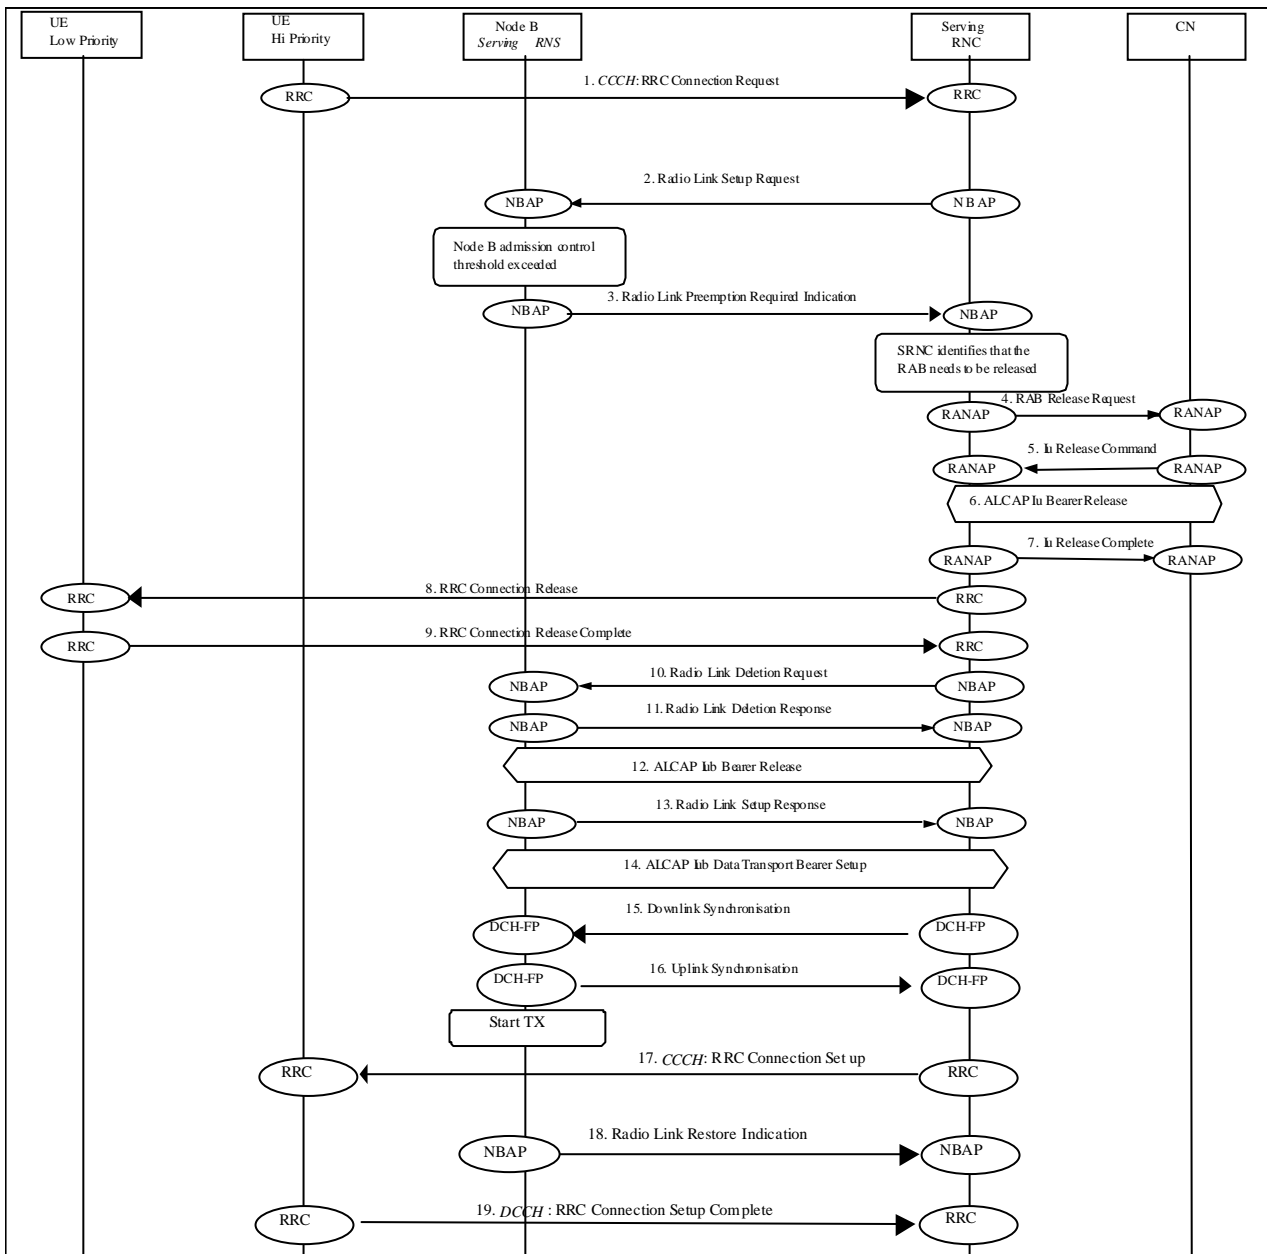 UE
Low Priority
UE
Hi Priority
Node B
Serving RNS
Serving
RNC
CN
1. CCCH: RRC Connection Request
RRC
RRC
2. Radio Link Setup Request
NBAP
NBAP
Node B admission control
threshold exceeded
3. Radio Link Preemption Required Indication
NBAP
NBAP
SRNC identifies that the
RAB needs to be released
4. RAB Release Request
RANAP
RANAP
5. Iu Release Command
RANAP
RANAP
6. ALCAP Iu Bearer Release
7. Iu Release Complete
RANAP
RANAP
8. RRC Connection Release
RRC
RRC
9. RRC Connection Release Complete
RRC
RRC
10. Radio Link Deletion Request
NBAP
NBAP
11. Radio Link Deletion Response
NBAP
NBAP
12. ALCAP Iub Bearer Release
13. Radio Link Setup Response
NBAP
NBAP
14. ALCAP Iub Data Transport Bearer Setup
15. Downlink Synchronisation
DCH-FP
DCH-FP
16. Uplink Synchronisation
DCH-FP
DCH-FP
Start TX
17. CCCH: RRC Connection Set up
RRC
RRC
18. Radio Link Restore Indication
NBAP
NBAP
19. DCCH : RRC Connection Setup Complete
RRC
RRC